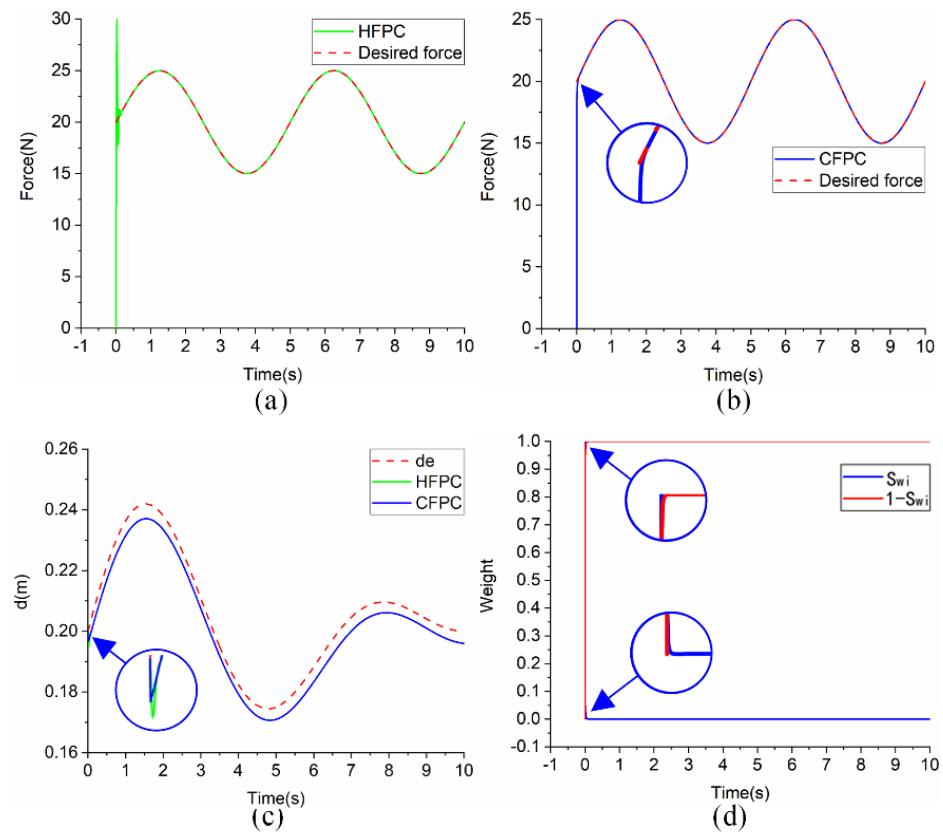 30
25
20
15
10
5
0
-1 0 1 2 3 4 5 6 7 8 9 10
Force(N)
Time(s)
HFPC
Desired force
(a)
25
20
15
10
5
0
-1 0 1 2 3 4 5 6 7 8 9 10
Force(N)
Time(s)
CFPC
Desired force
(b)
0.26
0.24
0.22
0.20
0.18
0.16
0 1 2 3 4 5 6 7 8 9 10
d(m)
Time(s)
de
HFPC
CFPC
(c)
1.0
0.9
0.8
0.7
0.6
0.5
0.4
0.3
0.2
0.1
0.0
-0.1
-1 0 1 2 3 4 5 6 7 8 9 10
Weight
Time(s)
Swi
1-Swi
(d)